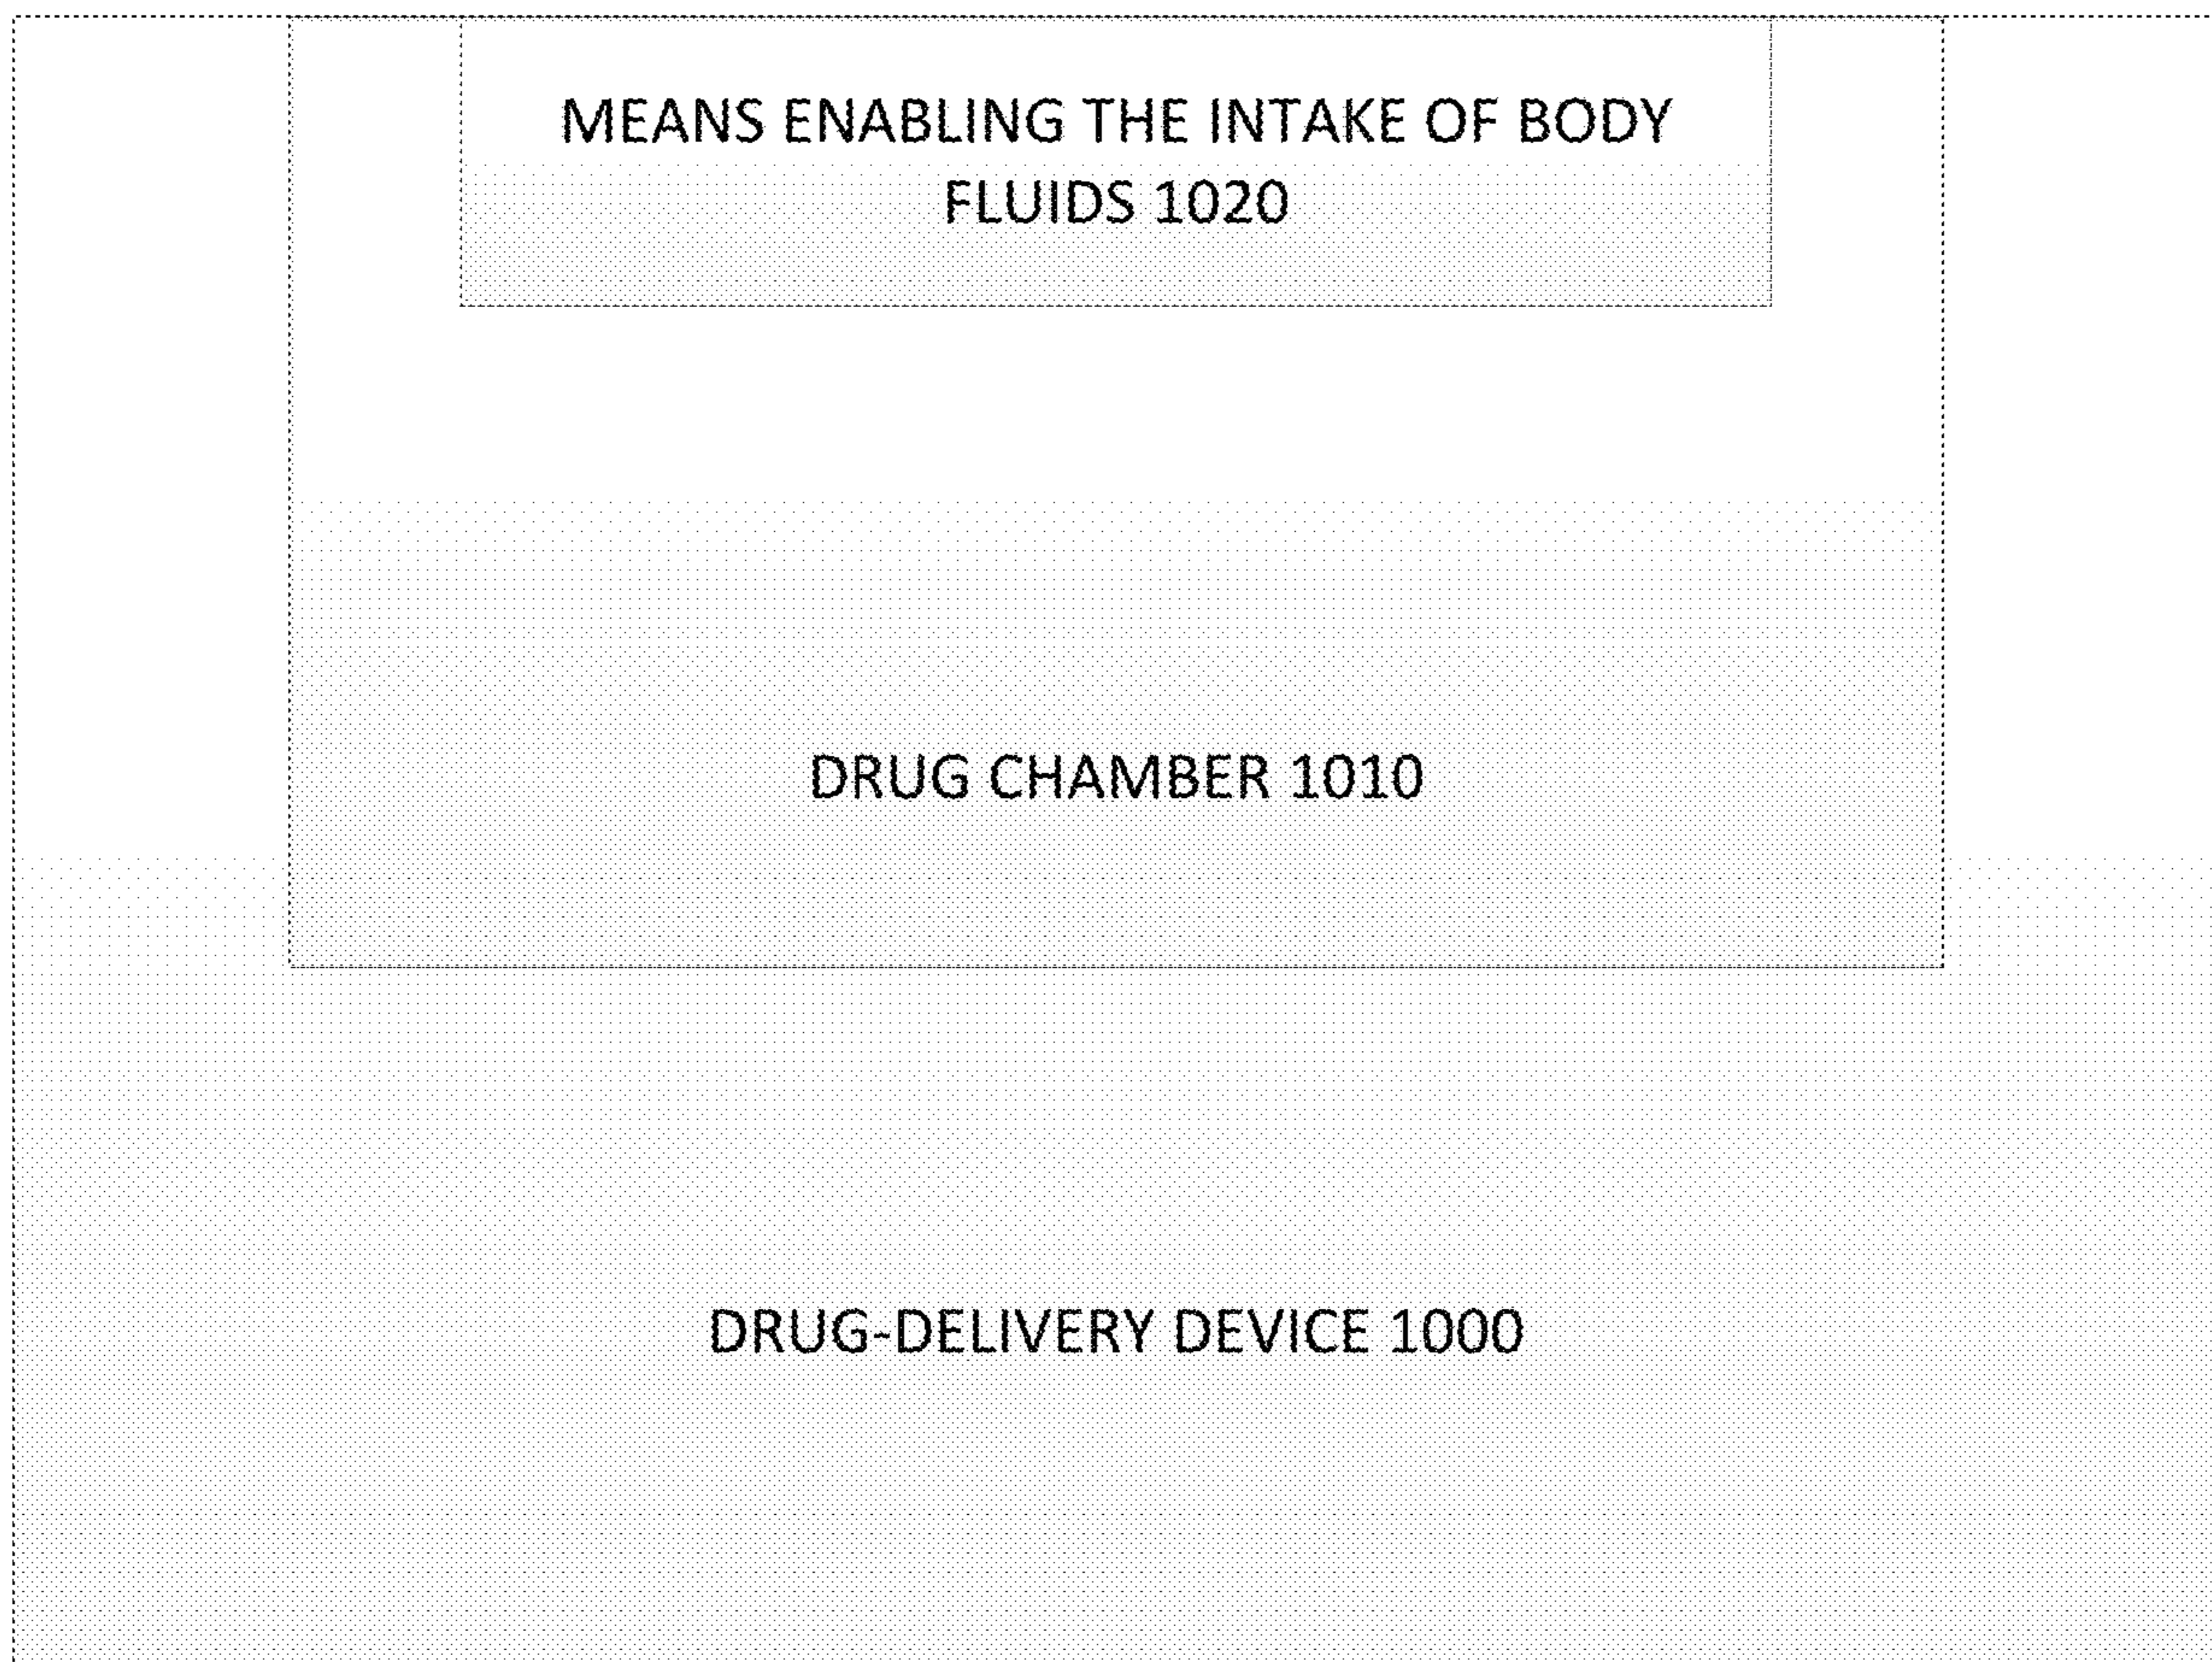 MEANS ENABLING THE INTAKE OF BODY
FLUIDS 1020
DRUG CHAMBER 1010
DRUG-DELIVERY DEVICE 1000